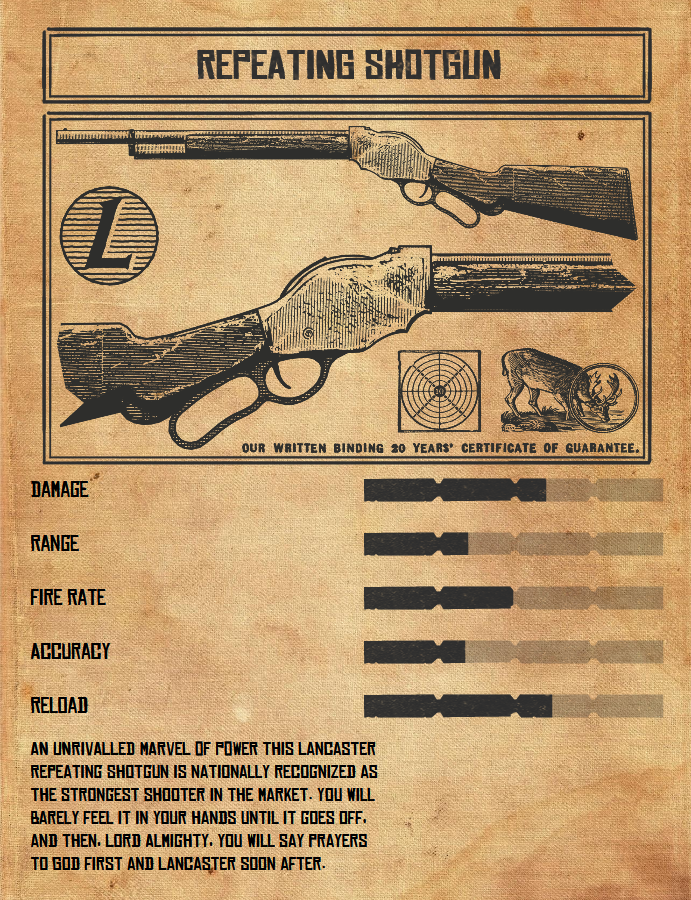 REPEATING SHOTGUN
L
OUR WRITTEN BINDING 20 YEARS' CERTIFICATE OF GUARANTEE.
DAMAGE
RANGE
FIRE RATE
ACCURACY
RELOAD
AN UNRIVALLED MARVEL OF POWER THIS LANCASTER
REPEATING SHOTGUN IS NATIONALLY RECOGNIZED AS
THE STRONGEST SHOOTER IN THE MARKET. YOU WILL
BARELY FEEL IT IN YOUR HANDS UNTIL IT GOES OFF,
AND THEN, LORD ALMIGHTY, YOU WILL SAY PRAYERS
TO GOD FIRST AND LANCASTER SOON AFTER.